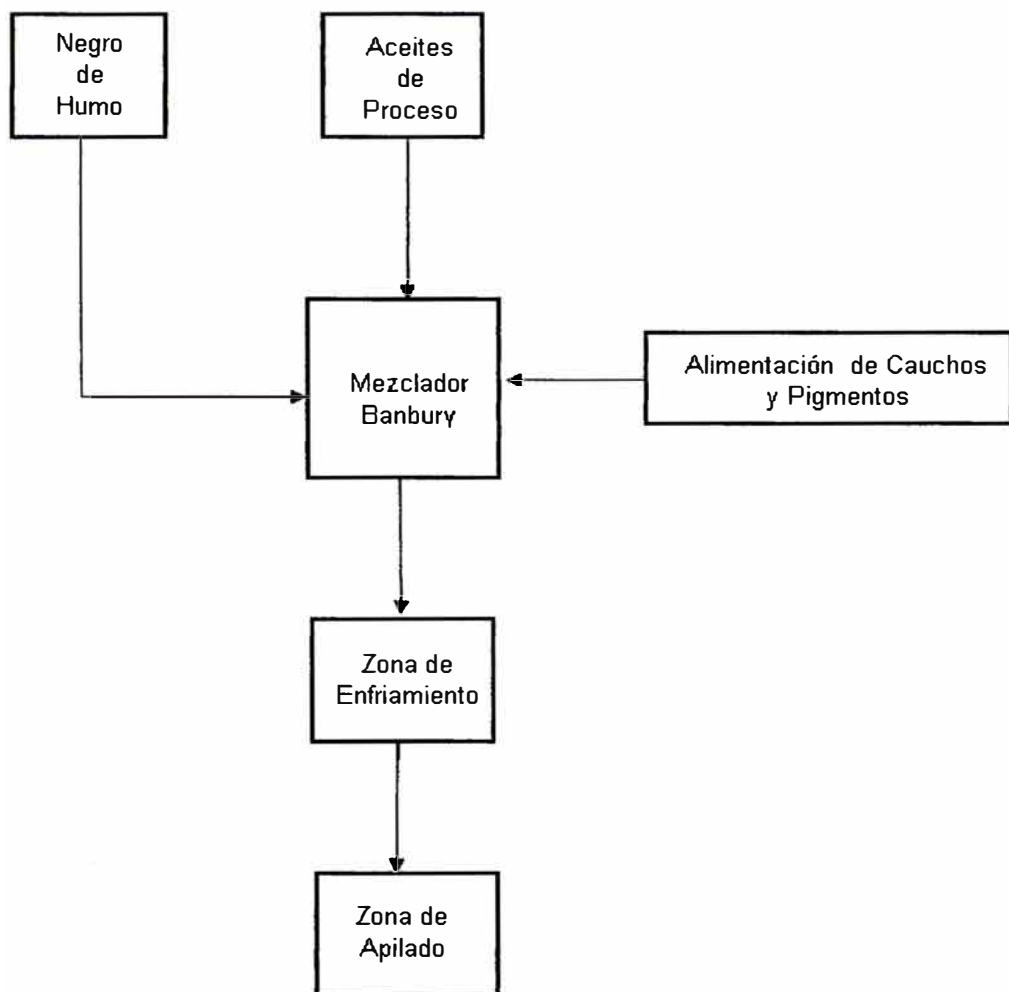 Negro
de
Humo
Aceites
de
Proceso
Mezclador
Banbury
Alimentación de Cauchos
y Pigmentos
Zona de
Enfriamiento
Zona de
Apilado